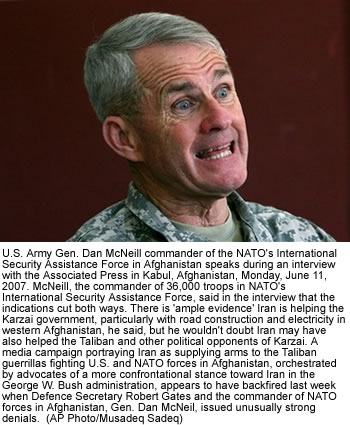 U.S. Army Gen. Dan McNeill commander of the NATO's International
Security Assistance Force in Afghanistan speaks during an interview
with the Associated Press in Kabul, Afghanistan, Monday, June 11,
2007. McNeill, the commander of 36,000 troops in NATO's
International Security Assistance Force, said in the interview that the
indications cut both ways. There is 'ample evidence' Iran is helping the
Karzai government, particularly with road construction and electricity in
western Afghanistan, he said, but he wouldn't doubt Iran may have
also helped the Taliban and other political opponents of Karzai. A
media campaign portraying Iran as supplying arms to the Taliban
guerrillas fighting U.S. and NATO forces in Afghanistan, orchestrated
by advocates of a more confrontational stance toward Iran in the
George W. Bush administration, appears to have backfired last week
when Defence Secretary Robert Gates and the commander of NATO
forces in Afghanistan, Gen. Dan McNeil, issued unusually strong
denials. (AP Photo/Musadeq Sadeq)